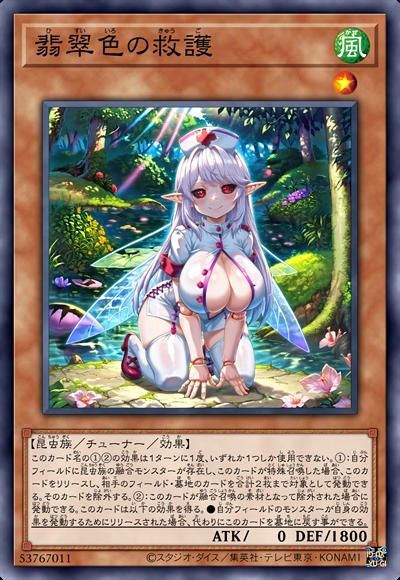 翡翠色の救護
風
【昆虫族/チューナー/効果】
このカード名の①②の効果は1ターンに1度、いずれか1つしか使用できない。①:自分
フィールドに昆虫族の融合モンスターが存在し、このカードが特殊召喚した場合、このカ
ードをリリースし、相手のフィールド・墓地のカードを合計2枚まで対象として発動でき
る。そのカードを除外する。②:このカードが融合召喚の素材となって除外された場合に
発動できる。このカードは以下の効果を得る。●自分フィールドのモンスターが自身の効
果を発動するためにリリースされた場合、代わりにこのカードを墓地に戻す事ができる。
ATK/ 0 DEF/1800
53767011
©スタジオ・ダイス/集英社・テレビ東京・KONAMI